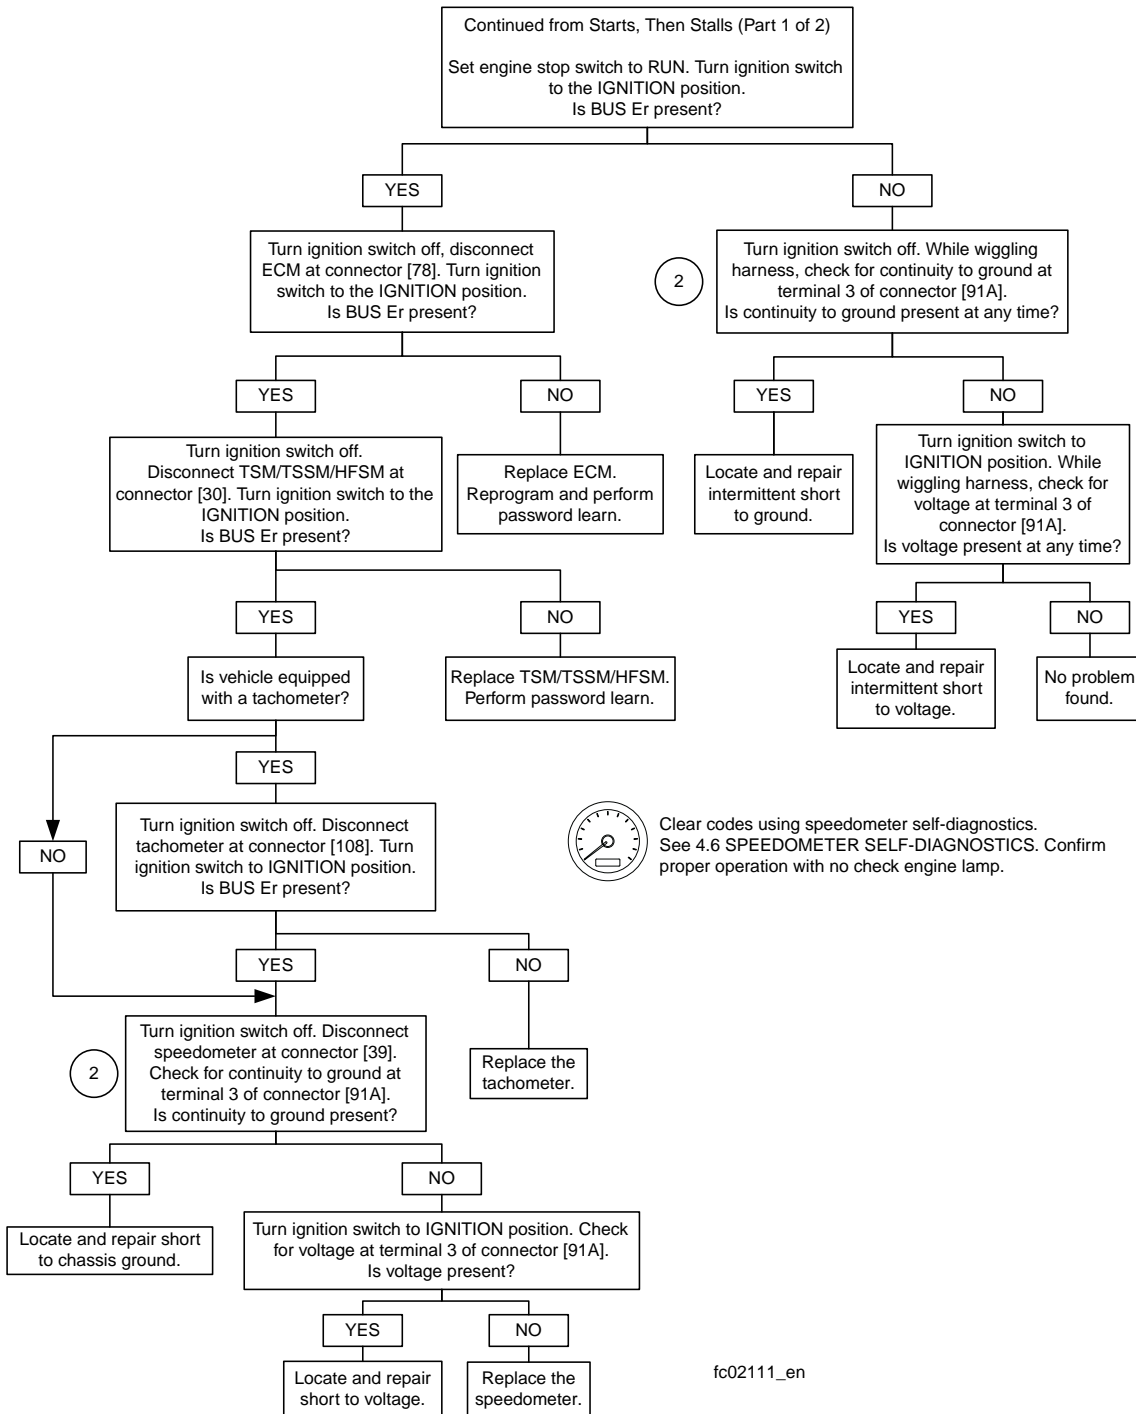 Continued from Starts, Then Stalls (Part 1 of 2)
Set engine stop switch to RUN. Turn ignition switch
to the IGNITION position.
Is BUS Er present?
YES
NO
Turn ignition switch off, disconnect
ECM at connector [78]. Turn ignition
switch to the IGNITION position.
Is BUS Er present?
2
Turn ignition switch off. While wiggling
harness, check for continuity to ground at
terminal 3 of connector [91A].
Is continuity to ground present at any time?
YES
NO
YES
NO
Turn ignition switch off.
Disconnect TSM/TSSM/HFSM at
connector [30]. Turn ignition switch to the
IGNITION position.
Is BUS Er present?
Replace ECM.
Reprogram and perform
password learn.
Locate and repair
intermittent short
to ground.
Turn ignition switch to
IGNITION position. While
wiggling harness, check for
voltage at terminal 3 of
connector [91A].
Is voltage present at any time?
YES
NO
YES
NO
Is vehicle equipped
with a tachometer?
Replace TSM/TSSM/HFSM.
Perform password learn.
Locate and repair
intermittent short
to voltage.
No problem
found.
YES
NO
Turn ignition switch off. Disconnect
tachometer at connector [108]. Turn
ignition switch to IGNITION position.
Is BUS Er present?
Clear codes using speedometer self-diagnostics.
See 4.6 SPEEDOMETER SELF-DIAGNOSTICS. Confirm
proper operation with no check engine lamp.
YES
NO
2
Turn ignition switch off. Disconnect
speedometer at connector [39].
Check for continuity to ground at
terminal 3 of connector [91A].
Is continuity to ground present?
Replace the
tachometer.
YES
NO
Locate and repair short
to chassis ground.
Turn ignition switch to IGNITION position. Check
for voltage at terminal 3 of connector [91A].
Is voltage present?
YES
NO
Locate and repair
short to voltage.
Replace the
speedometer.
fc02111_en